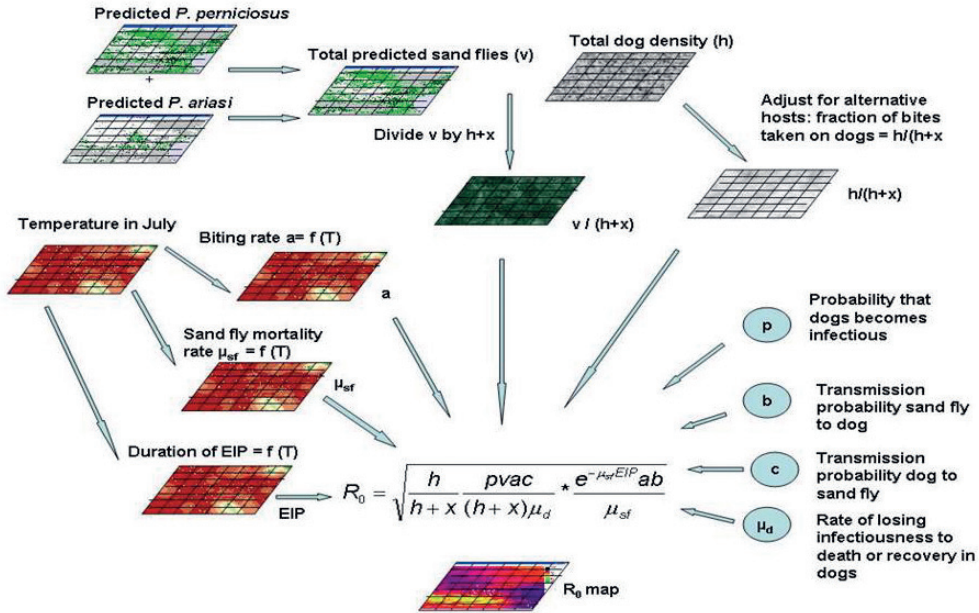 Predicted P. perniciosus
+
Predicted P. ariasi
Total predicted sand flies (v)
Total dog density (h)
Divide v by h+x
Adjust for alternative
hosts: fraction of bites
taken on dogs = h/(h+x
v / (h+x)
h/(h+x)
Temperature in July
Biting rate a= f (T)
a
Sand fly mortality
rate μsf = f (T)
μsf
Duration of EIP = f (T)
EIP
R₀ = √( h/(h+x) pvac/((h+x)μd) * e^(-μsf EIP) ab/μsf )
p
Probability that
dogs becomes
infectious
b
Transmission
probability sand fly
to dog
c
Transmission
probability dog to
sand fly
μd
Rate of losing
infectiousness to
death or recovery in
dogs
R₀ map